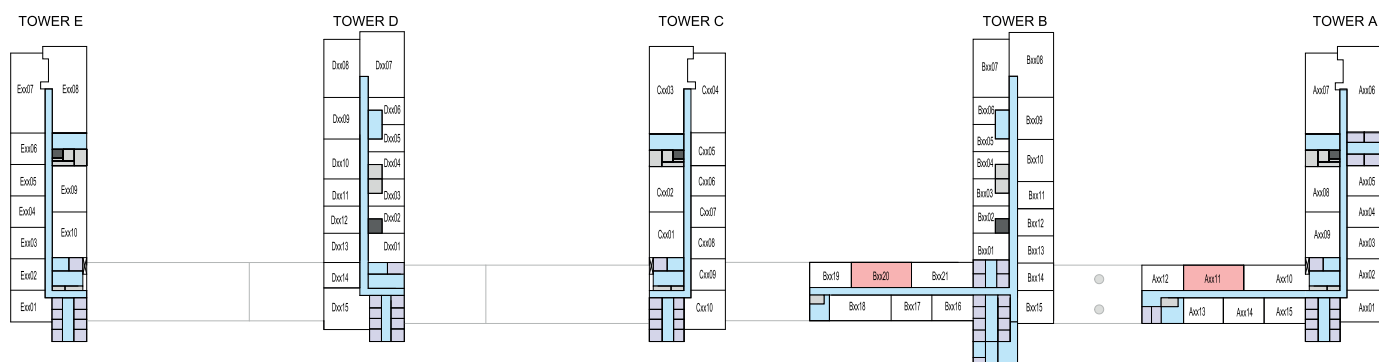 TOWER E
TOWER D
TOWER C
TOWER B
TOWER A
Exx07
Exx08
Exx06
Exx05
Exx09
Exx04
Exx10
Exx03
Exx02
Exx01
Dxx08
Dxx07
Dxx09
Dxx06
Dxx05
Dxx10
Dxx04
Dxx11
Dxx03
Dxx12
Dxx02
Dxx13
Dxx01
Dxx14
Dxx15
Cxx03
Cxx04
Cxx05
Cxx02
Cxx06
Cxx07
Cxx01
Cxx08
Cxx09
Cxx10
Bxx07
Bxx08
Bxx06
Bxx09
Bxx05
Bxx04
Bxx10
Bxx03
Bxx11
Bxx02
Bxx12
Bxx01
Bxx13
Bxx19
Bxx20
Bxx21
Bxx14
Bxx18
Bxx17
Bxx16
Bxx15
Axx07
Axx06
Axx08
Axx05
Axx04
Axx09
Axx03
Axx12
Axx11
Axx10
Axx02
Axx13
Axx14
Axx15
Axx01